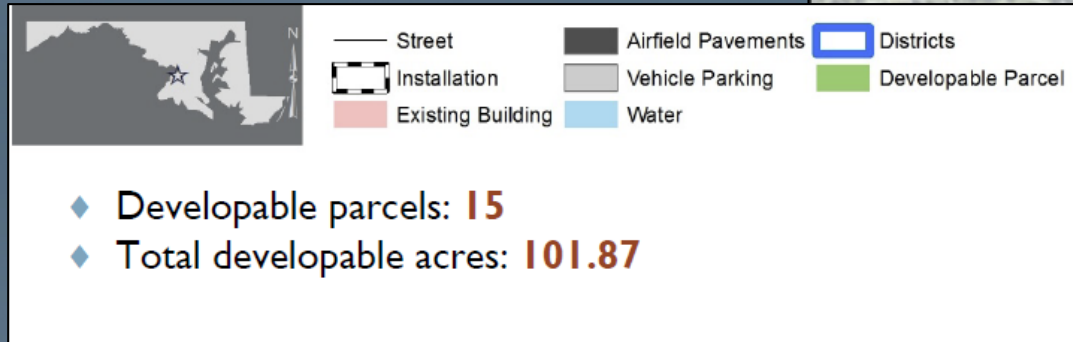 N
Street Airfield Pavements Districts
Installation Vehicle Parking Developable Parcel
Existing Building Water
Developable parcels: 15
Total developable acres: 101.87